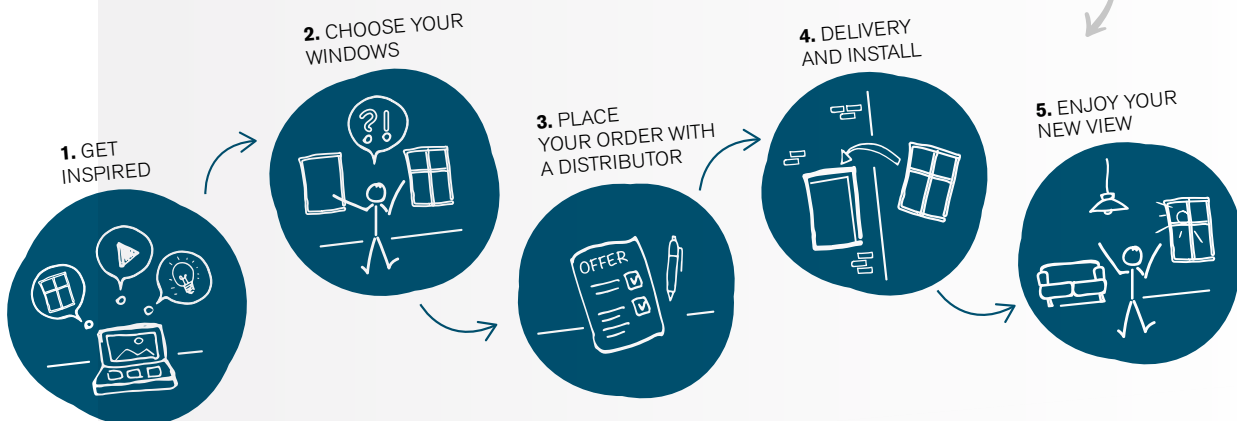 1. GET
INSPIRED
2. CHOOSE YOUR
WINDOWS
?!
3. PLACE
YOUR ORDER WITH
A DISTRIBUTOR
OFFER
4. DELIVERY
AND INSTALL
5. ENJOY YOUR
NEW VIEW